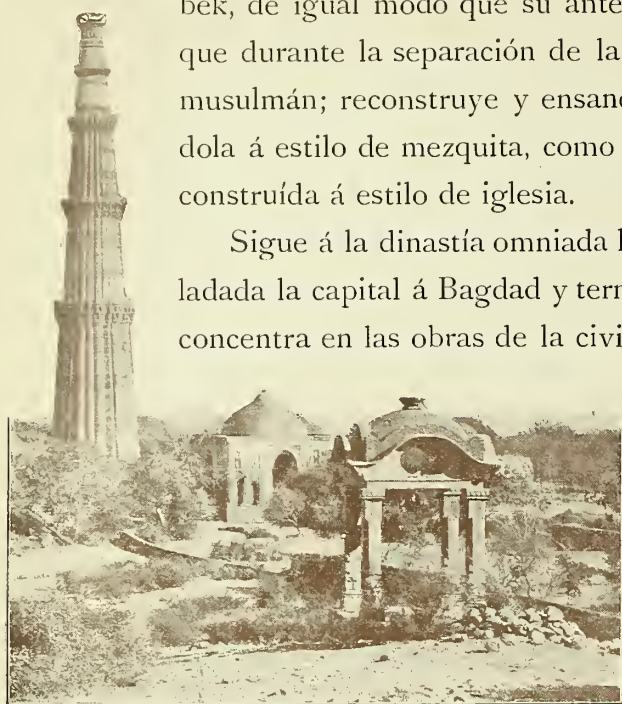 bek, de igual modo que su ante
que durante la separación de la
musulmán; reconstruye y ensan
dola á estilo de mezquita, como
construída á estilo de iglesia.
Sigue á la dinastía omniada l
ladada la capital á Bagdad y ter
concentra en las obras de la civi